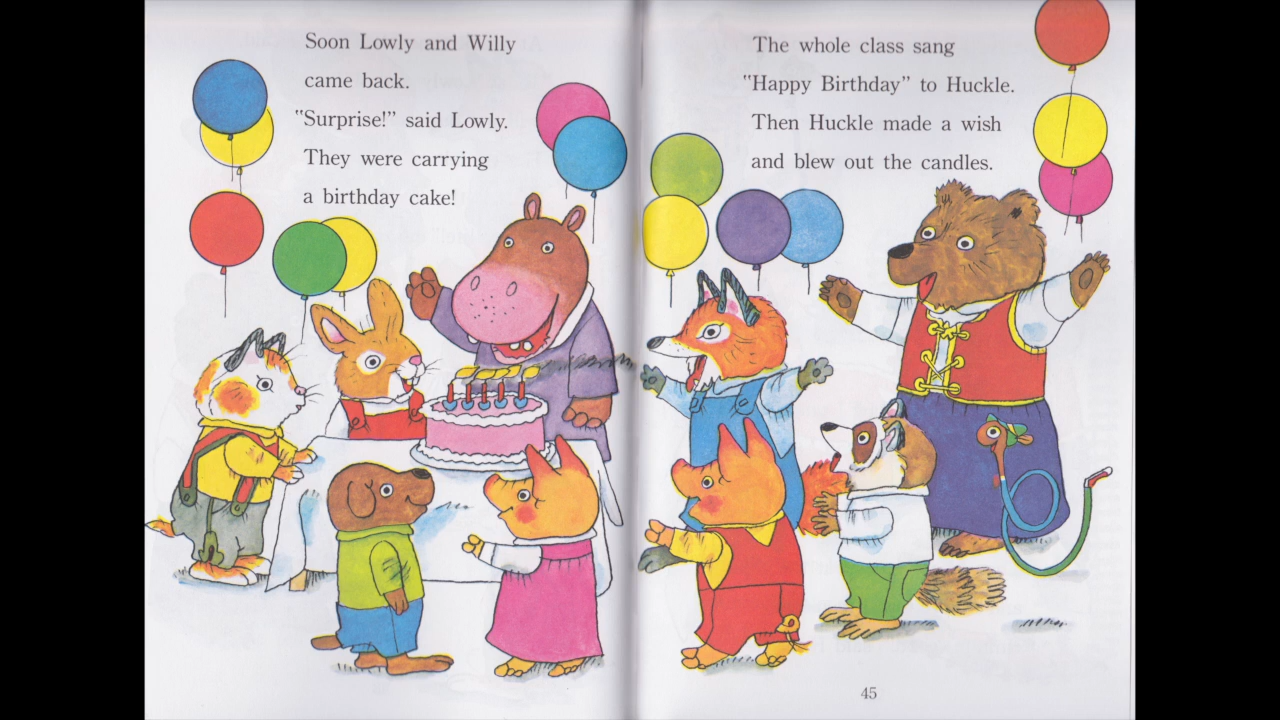 Soon Lowly and Willy
came back.
"Surprise!" said Lowly.
They were carrying
a birthday cake!
The whole class sang
"Happy Birthday" to Huckle.
Then Huckle made a wish
and blew out the candles.
45